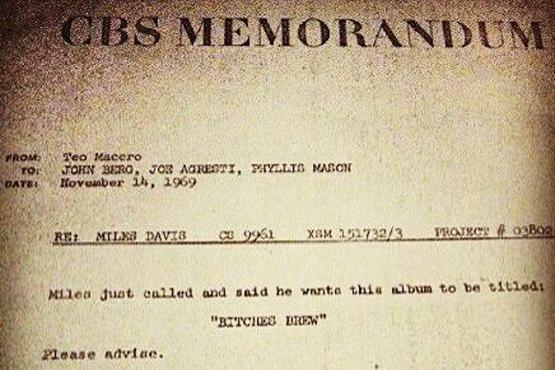 CBS MEMORANDUM
FROM: Teo Macero
TO: JOHN BERG, JOE AGRESTI, PHYLLIS MASON
DATE: November 14, 1969
RE: MILES DAVIS CS 9961 XSM 151732/3 PROJECT # 03802
Miles just called and said he wants this album to be titled:
"BITCHES BREW"
Please advise.